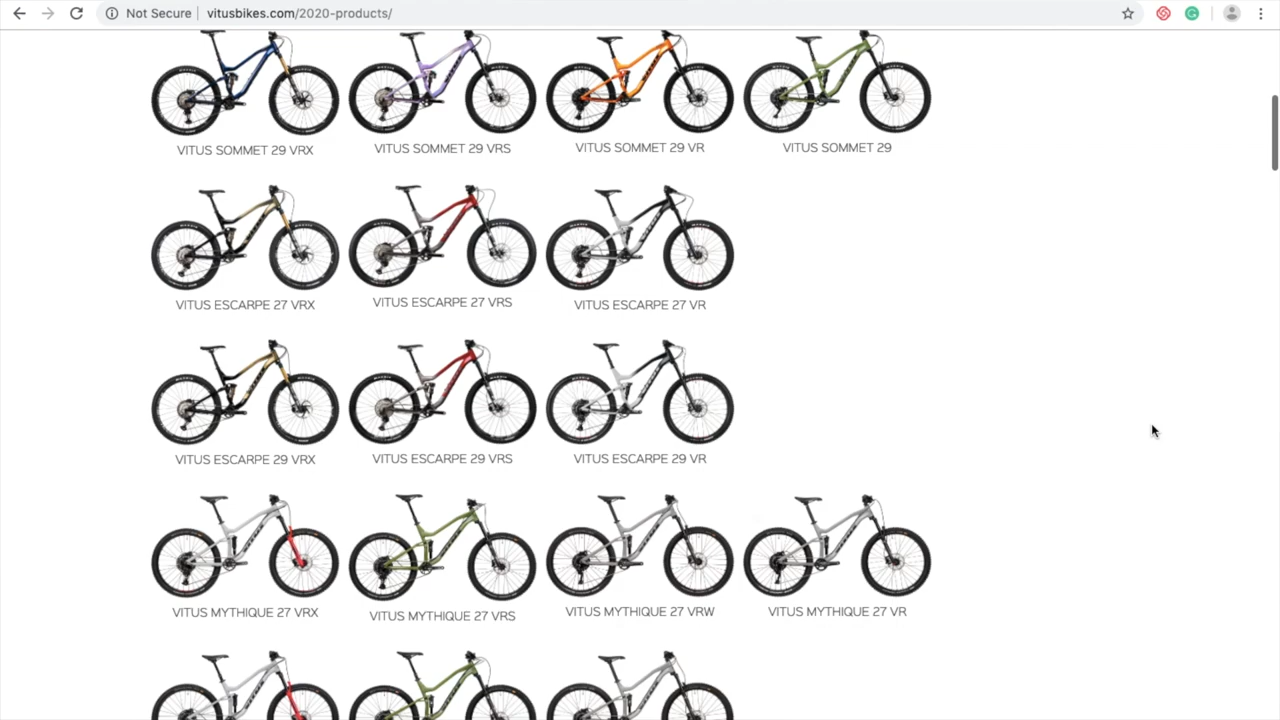 Not Secure
vitusbikes.com/2020-products/
VITUS SOMMET 29 VRX
VITUS SOMMET 29 VRS
VITUS SOMMET 29 VR
VITUS SOMMET 29
VITUS ESCARPE 27 VRX
VITUS ESCARPE 27 VRS
VITUS ESCARPE 27 VR
VITUS ESCARPE 29 VRX
VITUS ESCARPE 29 VRS
VITUS ESCARPE 29 VR
VITUS MYTHIQUE 27 VRX
VITUS MYTHIQUE 27 VRS
VITUS MYTHIQUE 27 VRW
VITUS MYTHIQUE 27 VR